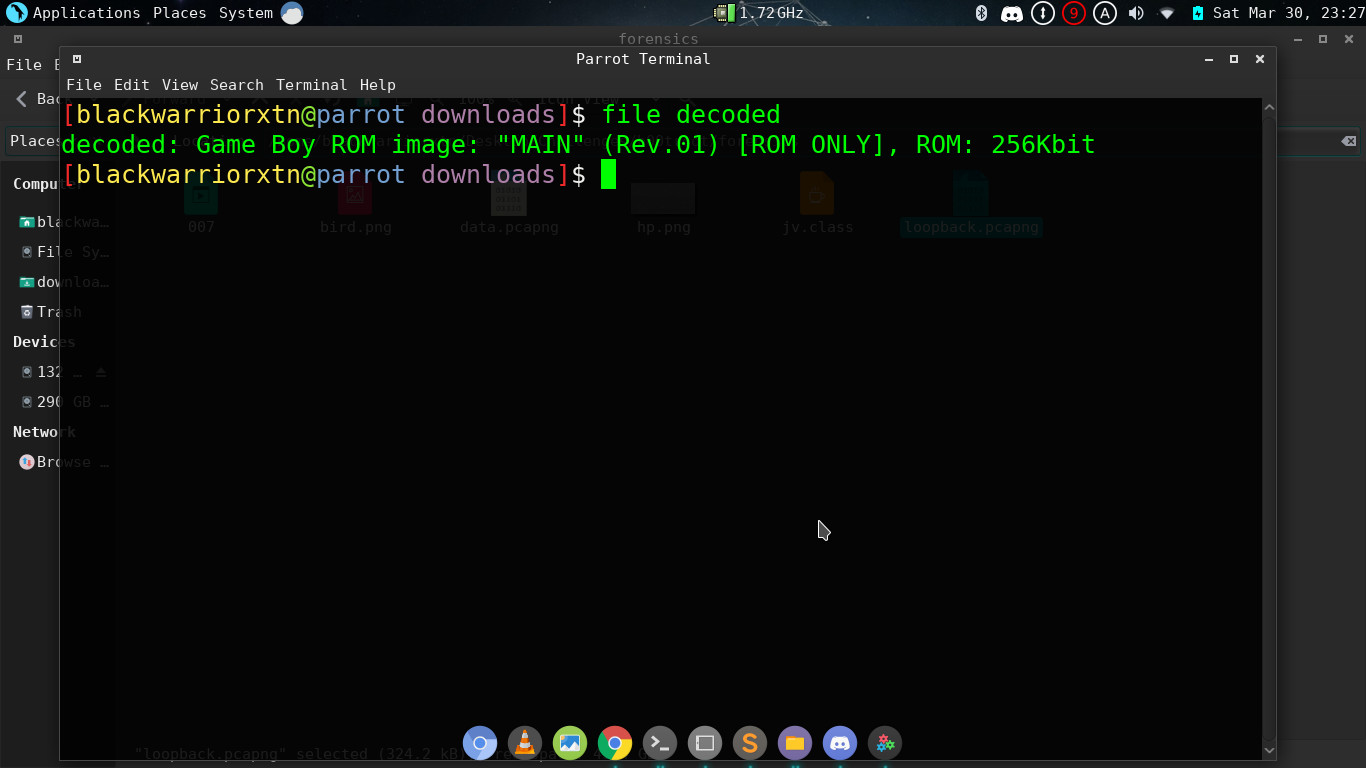 Applications Places System 1.72GHz 9 A Sat Mar 30, 23:27
forensics
File E
Parrot Terminal
File Edit View Search Terminal Help
Bac
[blackwarriorxtn@parrot downloads]$ file decoded
Places
decoded: Game Boy ROM image: "MAIN" (Rev.01) [ROM ONLY], ROM: 256Kbit
[blackwarriorxtn@parrot downloads]$
Computer
007 bird.png data.pcapng hp.png jv.class loopback.pcapng
blackwa…
File Sy…
downloa…
Trash
Devices
132 …
290 GB …
Network
Browse …
"loopback.pcapng" selected (324.2 kB)